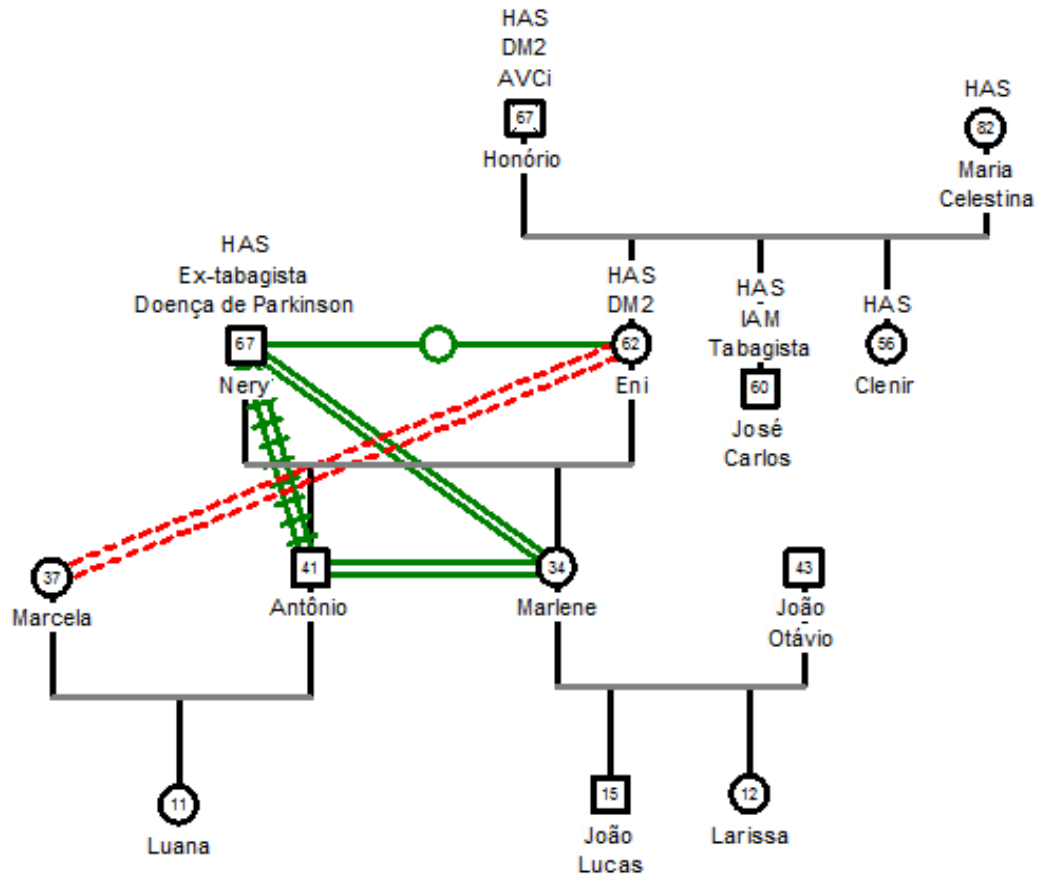 HAS
DM2
AVCi
67
Honório
HAS
82
Maria
Celestina
HAS
Ex-tabagista
Doença de Parkinson
67
Nery
HAS
DM2
62
Eni
HAS
IAM
Tabagista
60
José
Carlos
HAS
56
Clenir
37
Marcela
41
Antônio
34
Marlene
43
João
Otávio
11
Luana
15
João
Lucas
12
Larissa